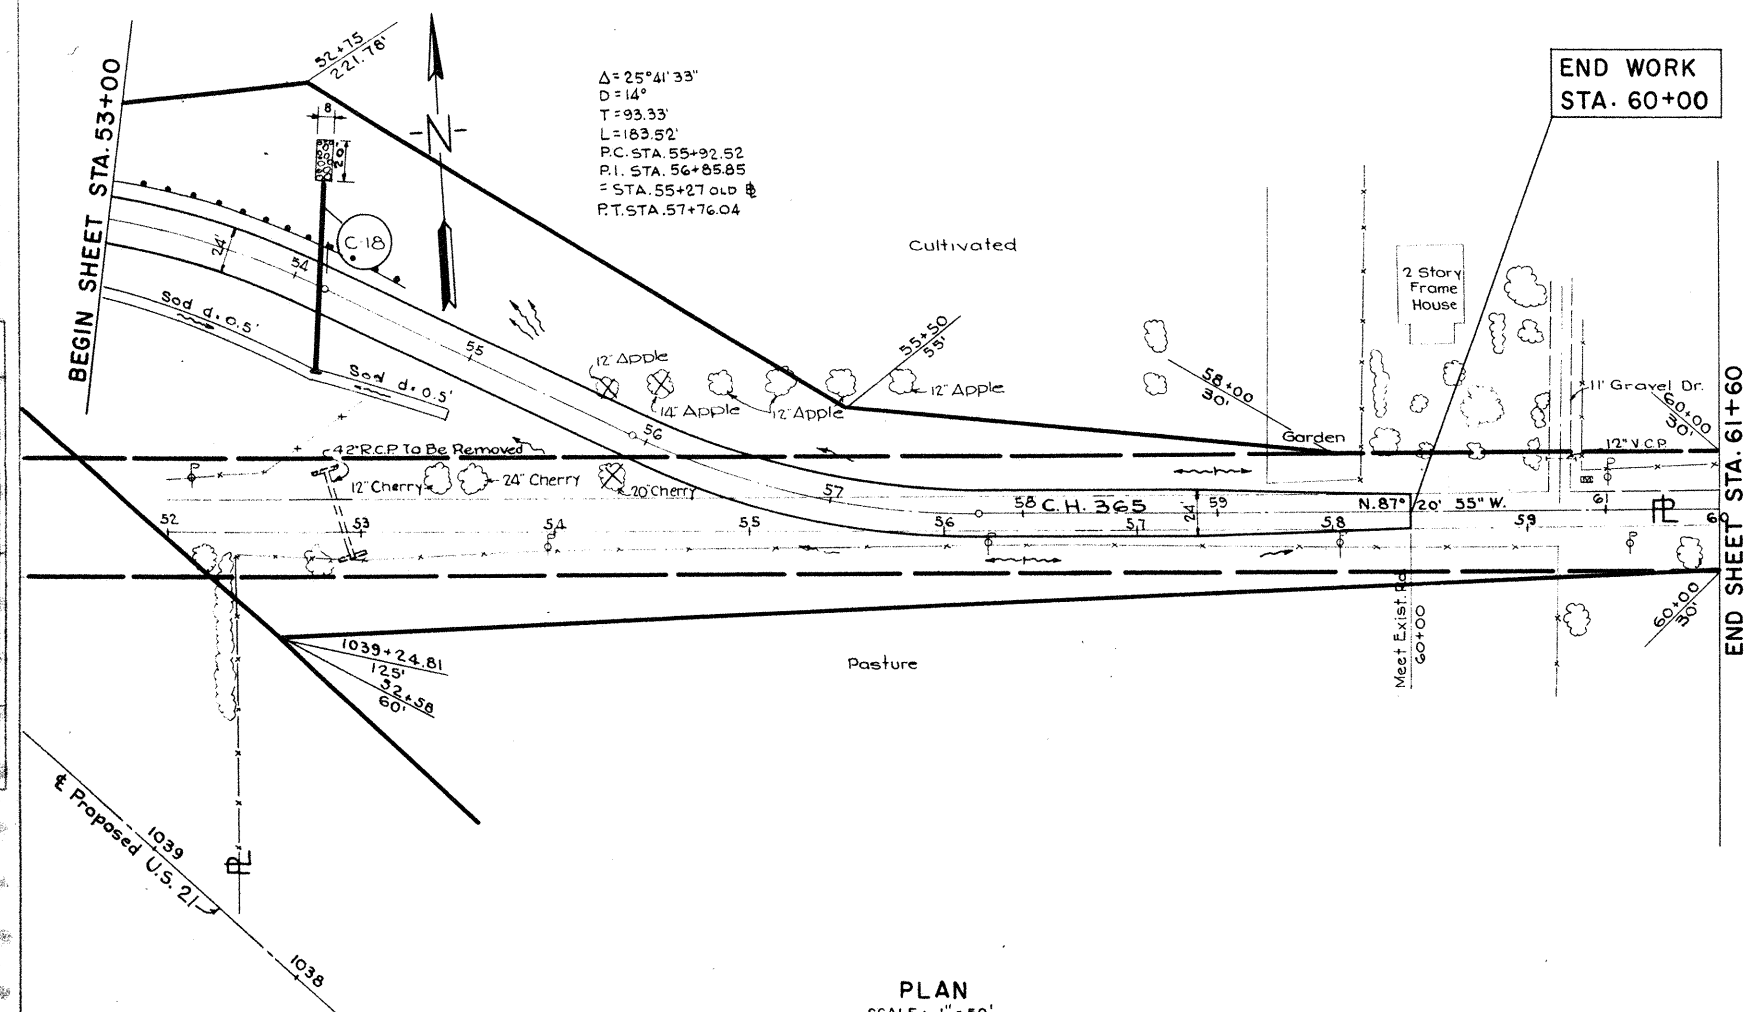 BEGIN SHEET STA. 53+00
52+75
221.78'
8
20'
C-18
N
Δ = 25°41'33"
D = 14°
T = 93.33'
L = 183.52'
P.C. STA. 55+92.52
P.I. STA. 56+85.85
= STA. 55+27 OLD ⅊
P.T. STA. 57+76.04
END WORK
STA. 60+00
Cultivated
2 Story
Frame
House
24'
54
Sod d=0.5'
Sod d=0.5'
55
12" Apple
14" Apple
12" Apple
12" Apple
55+50
55'
58+00
30'
Garden
11' Gravel Dr.
60+00
30'
12" V.C.P.
42" R.C.P. To Be Removed
12" Cherry
24" Cherry
20" Cherry
56
57
58
C. H. 365
59
24'
N. 87° 20' 55" W.
61
PL
52
53
54
55
56
57
58
59
60
END SHEET STA. 61+60
Meet Exist. Rd.
60+00
60+00
30'
1039+24.81
125'
52+58
60'
Pasture
PL
1039
℄ Proposed U.S. 21
1038
PLAN
SCALE: 1" = 50'